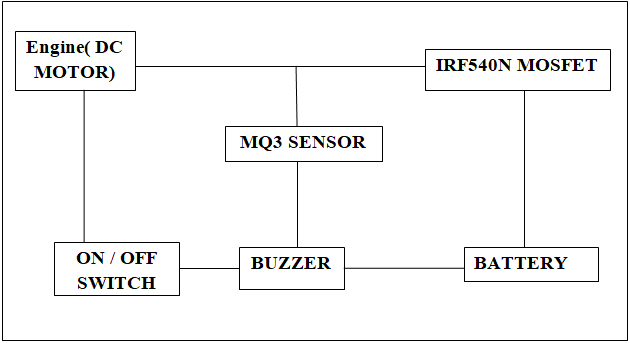 Engine( DC
MOTOR)
IRF540N MOSFET
MQ3 SENSOR
ON / OFF
SWITCH
BUZZER
BATTERY